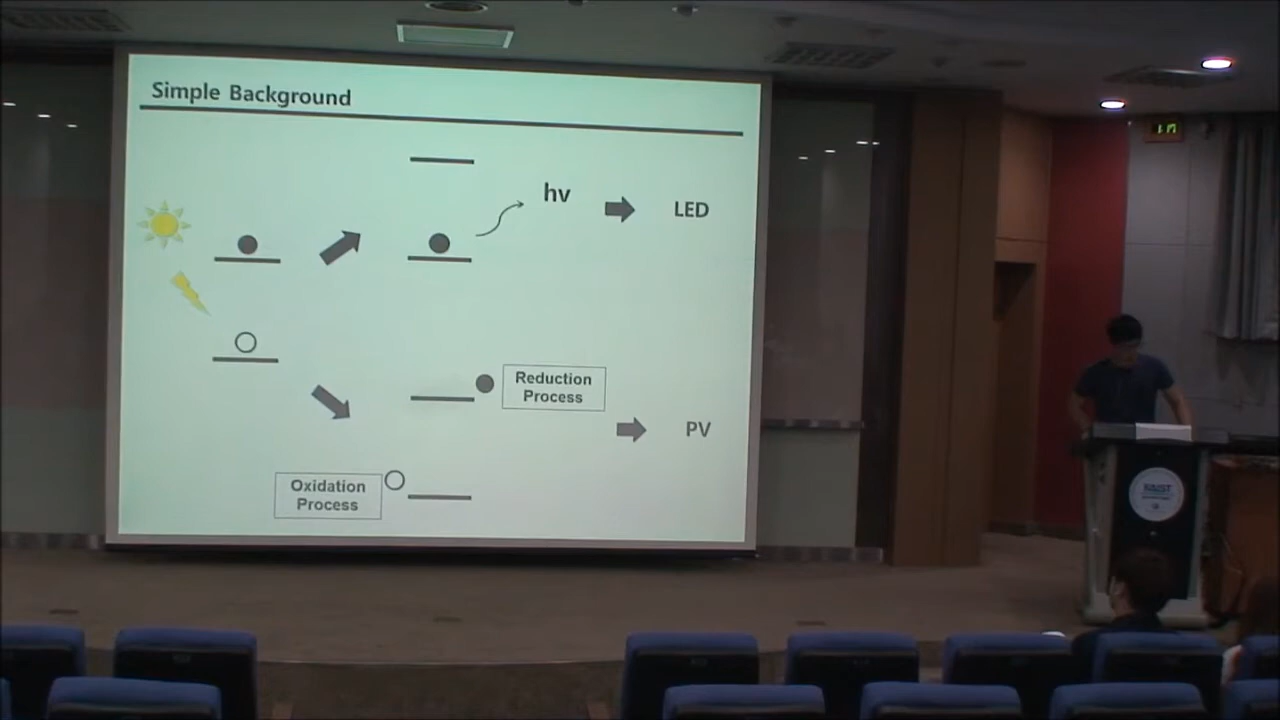 Simple Background
hv
LED
Reduction
Process
PV
Oxidation
Process
KAIST